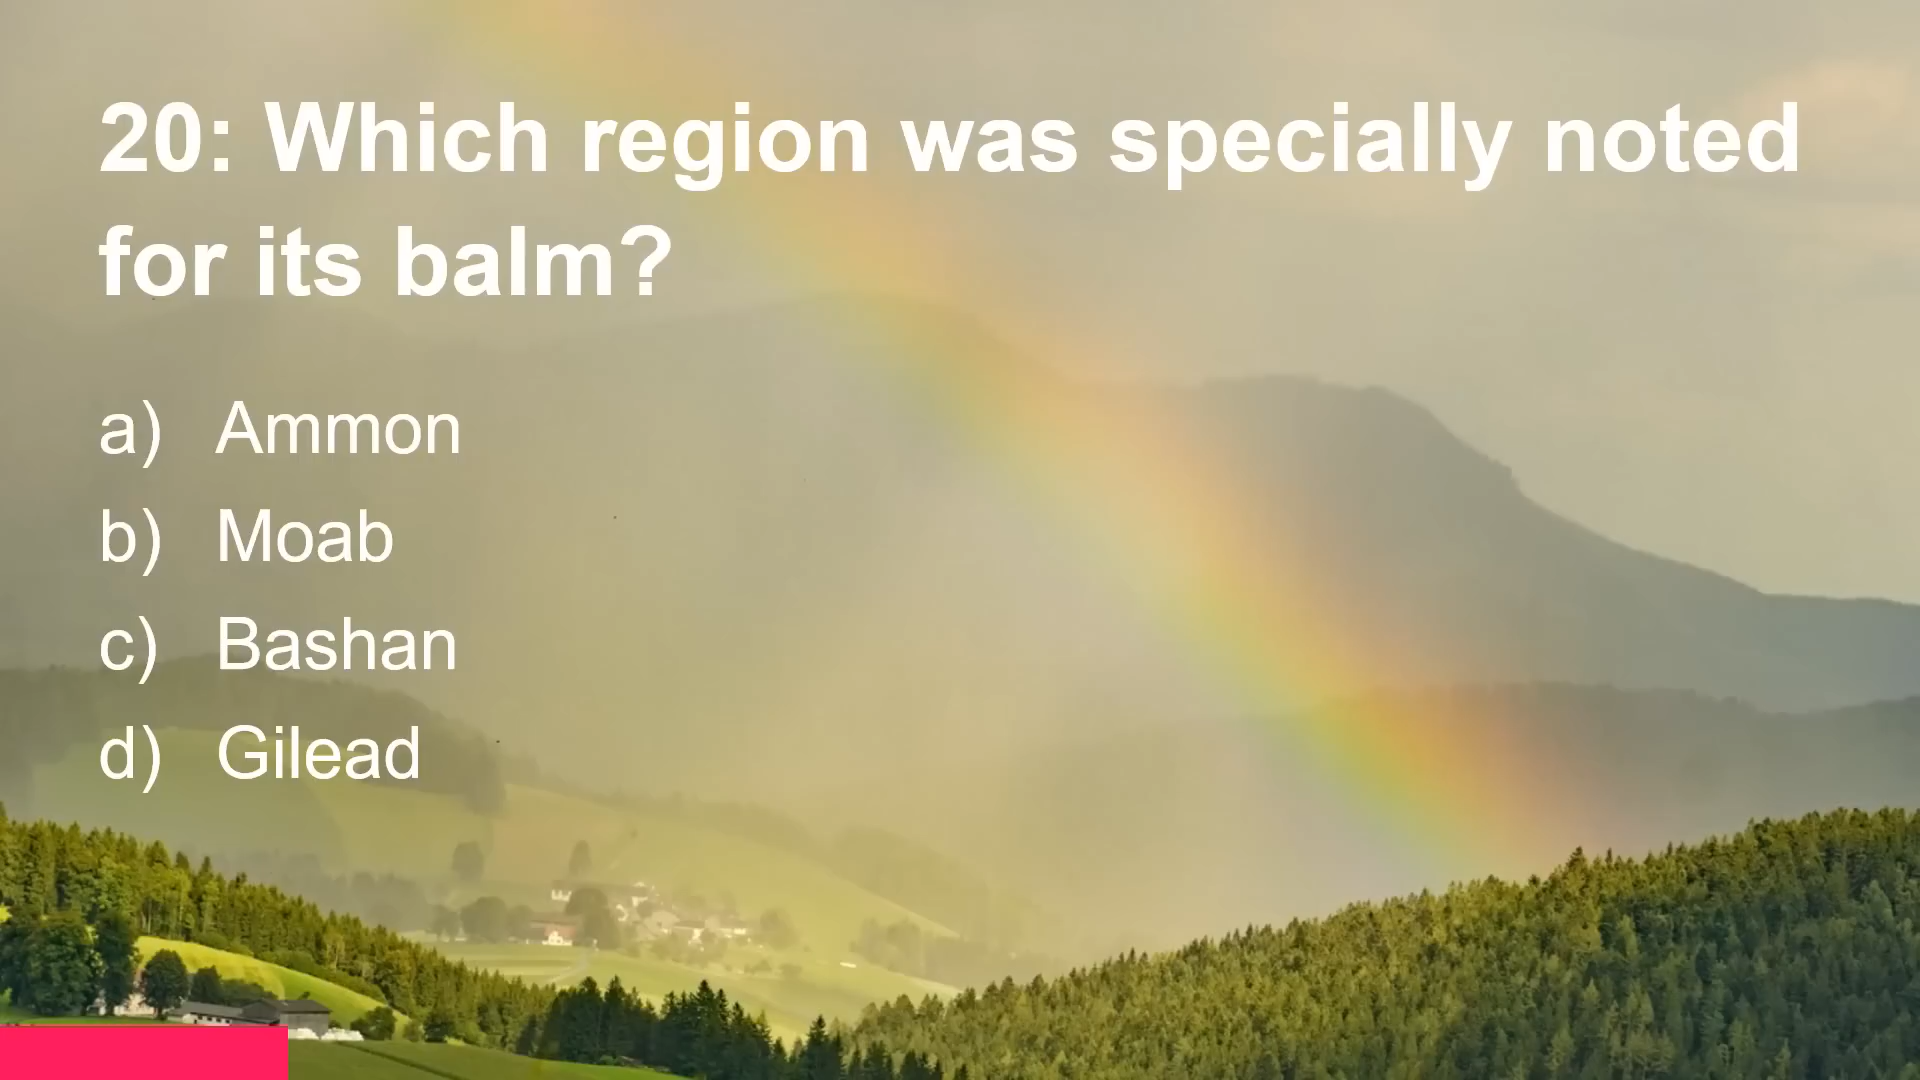 20: Which region was specially noted
for its balm?
a) Ammon
b) Moab
c) Bashan
d) Gilead